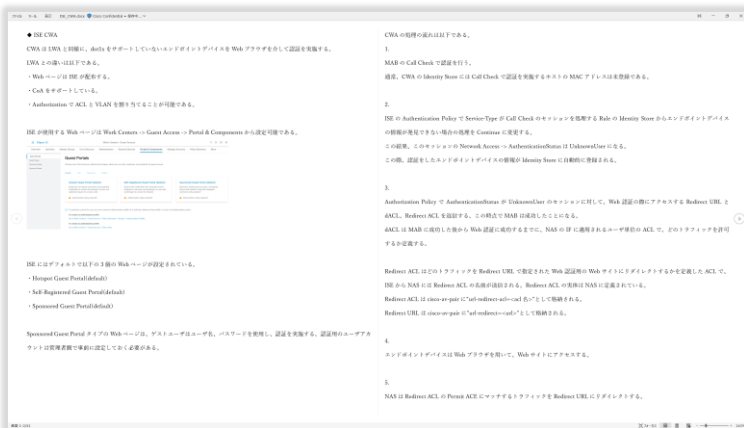 ファイル ツール 表示 ISE_CWA.docx Cisco Confidential
◆ ISE CWA
CWA は LWA と同様に、dot1x をサポートしていないエンドポイントデバイスを Web ブラウザを介して認証を実施する。
LWA との違いは以下である。
・Web ページは ISE が配布する。
・CoA をサポートしている。
・Authorization で ACL と VLAN を割り当てることが可能である。
ISE が使用する Web ページは Work Centers -> Guest Access -> Portal & Components から設定可能である。
Guest Portals
ISE にはデフォルトで以下の 3 個の Web ページが設定されている。
・Hotspot Guest Portal(default)
・Self-Registered Guest Portal(default)
・Sponsored Guest Portal(default)
Sponsored Guest Portal タイプの Web ページは、ゲストユーザはユーザ名、パスワードを使用し、認証を実施する。認証用のユーザアカ
ウントは管理者側で事前に設定しておく必要がある。
CWA の処理の流れは以下である。
1.
MAB の Call Check で認証を行う。
通常、CWA の Identity Store には Call Check で認証を実施するホストの MAC アドレスは未登録である。
2.
ISE の Authentication Policy で Service-Type が Call Check のセッションを処理する Rule の Identity Store からエンドポイントデバイス
の情報が発見できない場合の処理を Continue に変更する。
この結果、このセッションの Network Access -> AuthenticationStatus は UnknownUser になる。
この際、認証をしたエンドポイントデバイスの情報が Identity Store に自動的に登録される。
3.
Authorization Policy で AuthenticationStatus が UnknownUser のセッションに対して、Web 認証の際にアクセスする Redirect URL と
dACL、Redirect ACL を返信する。この時点で MAB は成功したことになる。
dACL は MAB に成功した後から Web 認証に成功するまでに、NAS の IF に適用されるユーザ単位の ACL で、どのトラフィックを許可
するか定義する。
Redirect ACL はどのトラフィックを Redirect URL で指定された Web 認証用の Web サイトにリダイレクトするかを定義した ACL で、
ISE から NAS には Redirect ACL の名前が送信される。Redirect ACL の実体は NAS に定義されている。
Redirect ACL は cisco-av-pair に"url-redirect-acl=<acl 名>"として格納される。
Redirect URL は cisco-av-pair に"url-redirect=<url>"として格納される。
4.
エンドポイントデバイスは Web ブラウザを用いて、Web サイトにアクセスする。
5.
NAS は Redirect ACL の Permit ACE にマッチするトラフィックを Redirect URL にリダイレクトする。